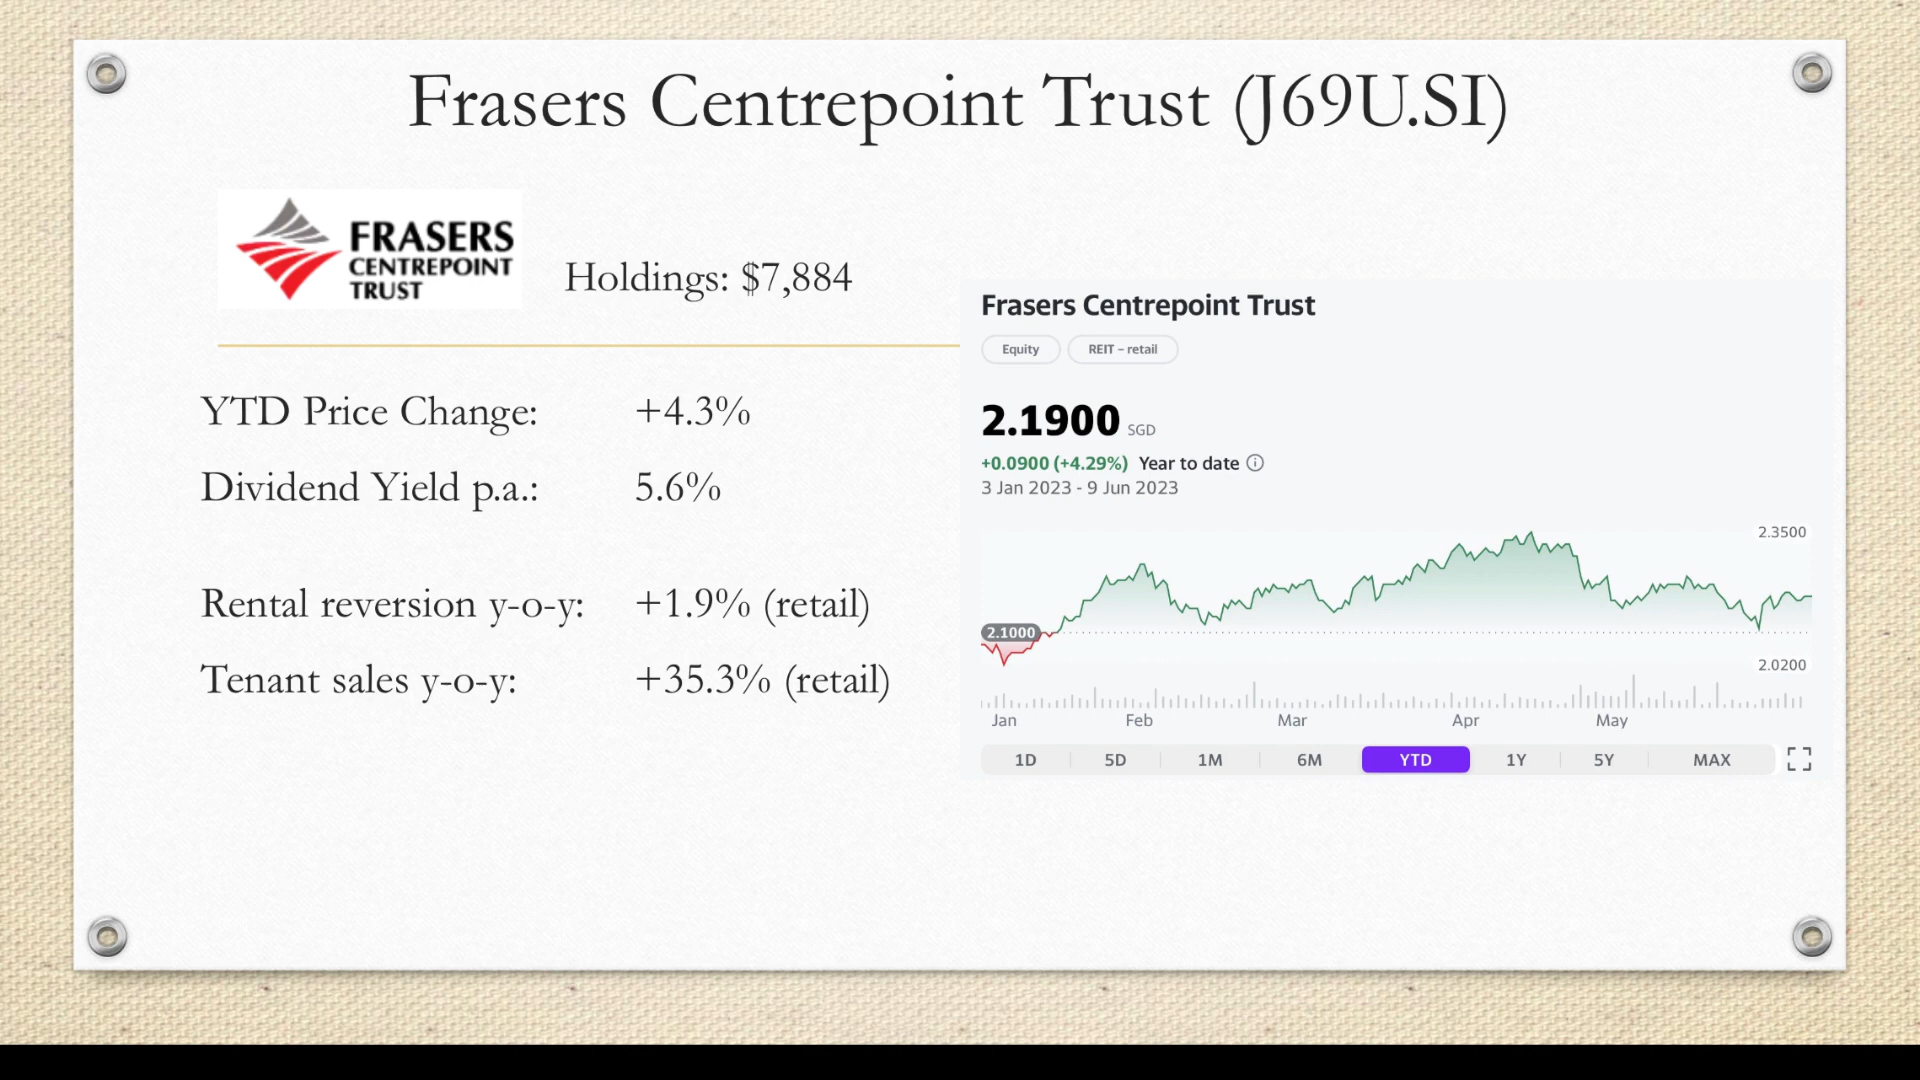 Frasers Centrepoint Trust (J69U.SI)
FRASERS
CENTREPOINT
TRUST
Holdings: $7,884
YTD Price Change: +4.3%
Dividend Yield p.a.: 5.6%
Rental reversion y-o-y: +1.9% (retail)
Tenant sales y-o-y: +35.3% (retail)
Frasers Centrepoint Trust
Equity REIT – retail
2.1900 SGD
+0.0900 (+4.29%) Year to date
3 Jan 2023 - 9 Jun 2023
2.3500
2.1000
2.0200
Jan Feb Mar Apr May
1D 5D 1M 6M YTD 1Y 5Y MAX